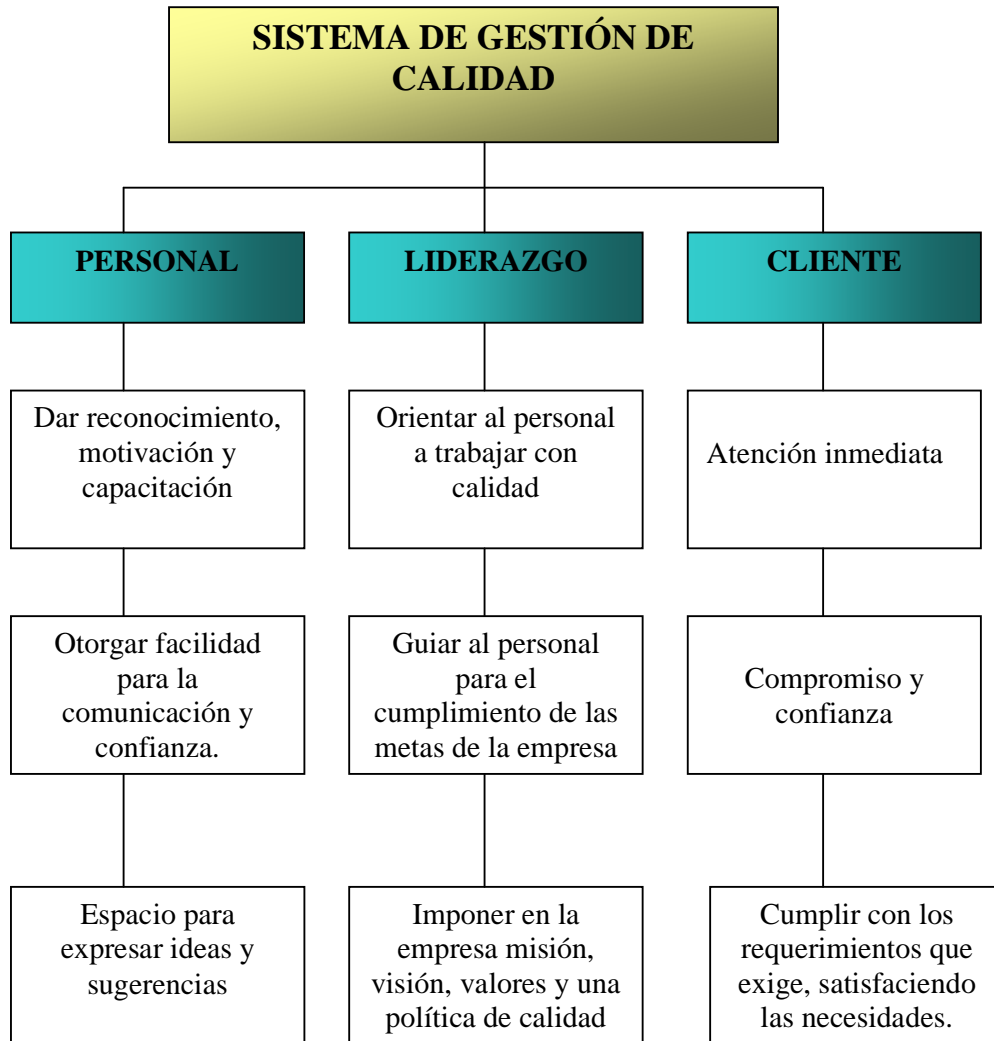 SISTEMA DE GESTIÓN DE
CALIDAD
PERSONAL
LIDERAZGO
CLIENTE
Dar reconocimiento,
motivación y
capacitación
Orientar al personal
a trabajar con
calidad
Atención inmediata
Otorgar facilidad
para la
comunicación y
confianza.
Guiar al personal
para el
cumplimiento de las
metas de la empresa
Compromiso y
confianza
Espacio para
expresar ideas y
sugerencias
Imponer en la
empresa misión,
visión, valores y una
política de calidad
Cumplir con los
requerimientos que
exige, satisfaciendo
las necesidades.